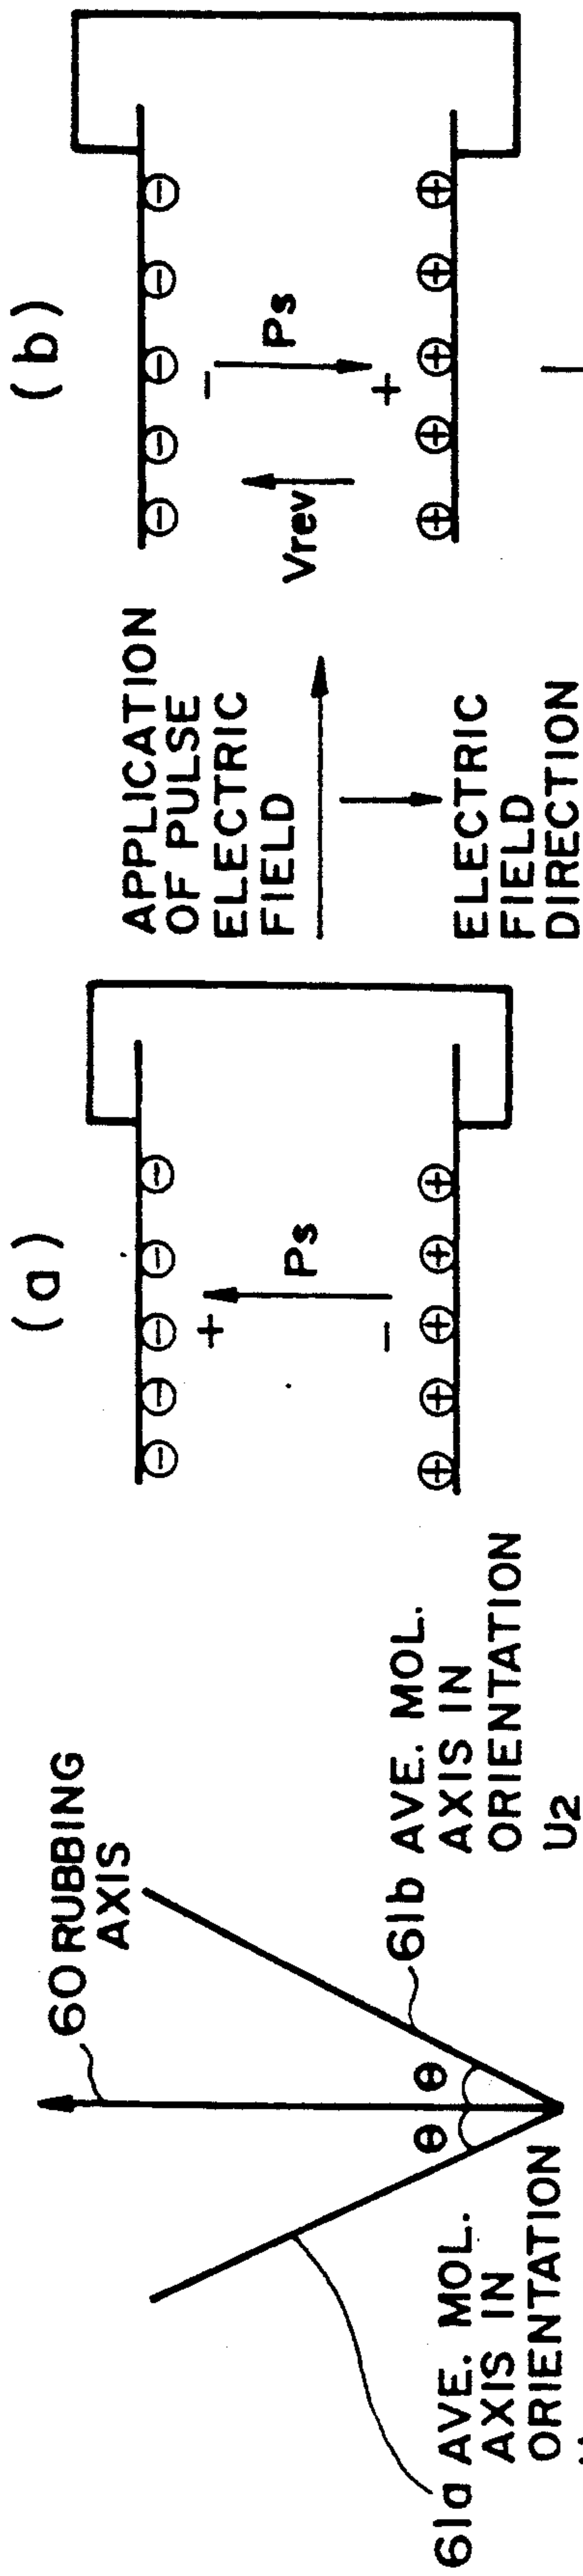 60 RUBBING
AXIS
θ θ
61a AVE. MOL.
AXIS IN
ORIENTATION
61b AVE. MOL.
AXIS IN
ORIENTATION
U2
(a)
⊖ ⊖ ⊖ ⊖ ⊖
+
Ps
−
⊕ ⊕ ⊕ ⊕ ⊕
APPLICATION
OF PULSE
ELECTRIC
FIELD
ELECTRIC
FIELD
DIRECTION
(b)
⊖ ⊖ ⊖ ⊖ ⊖
−
Vrev
Ps
+
⊕ ⊕ ⊕ ⊕ ⊕